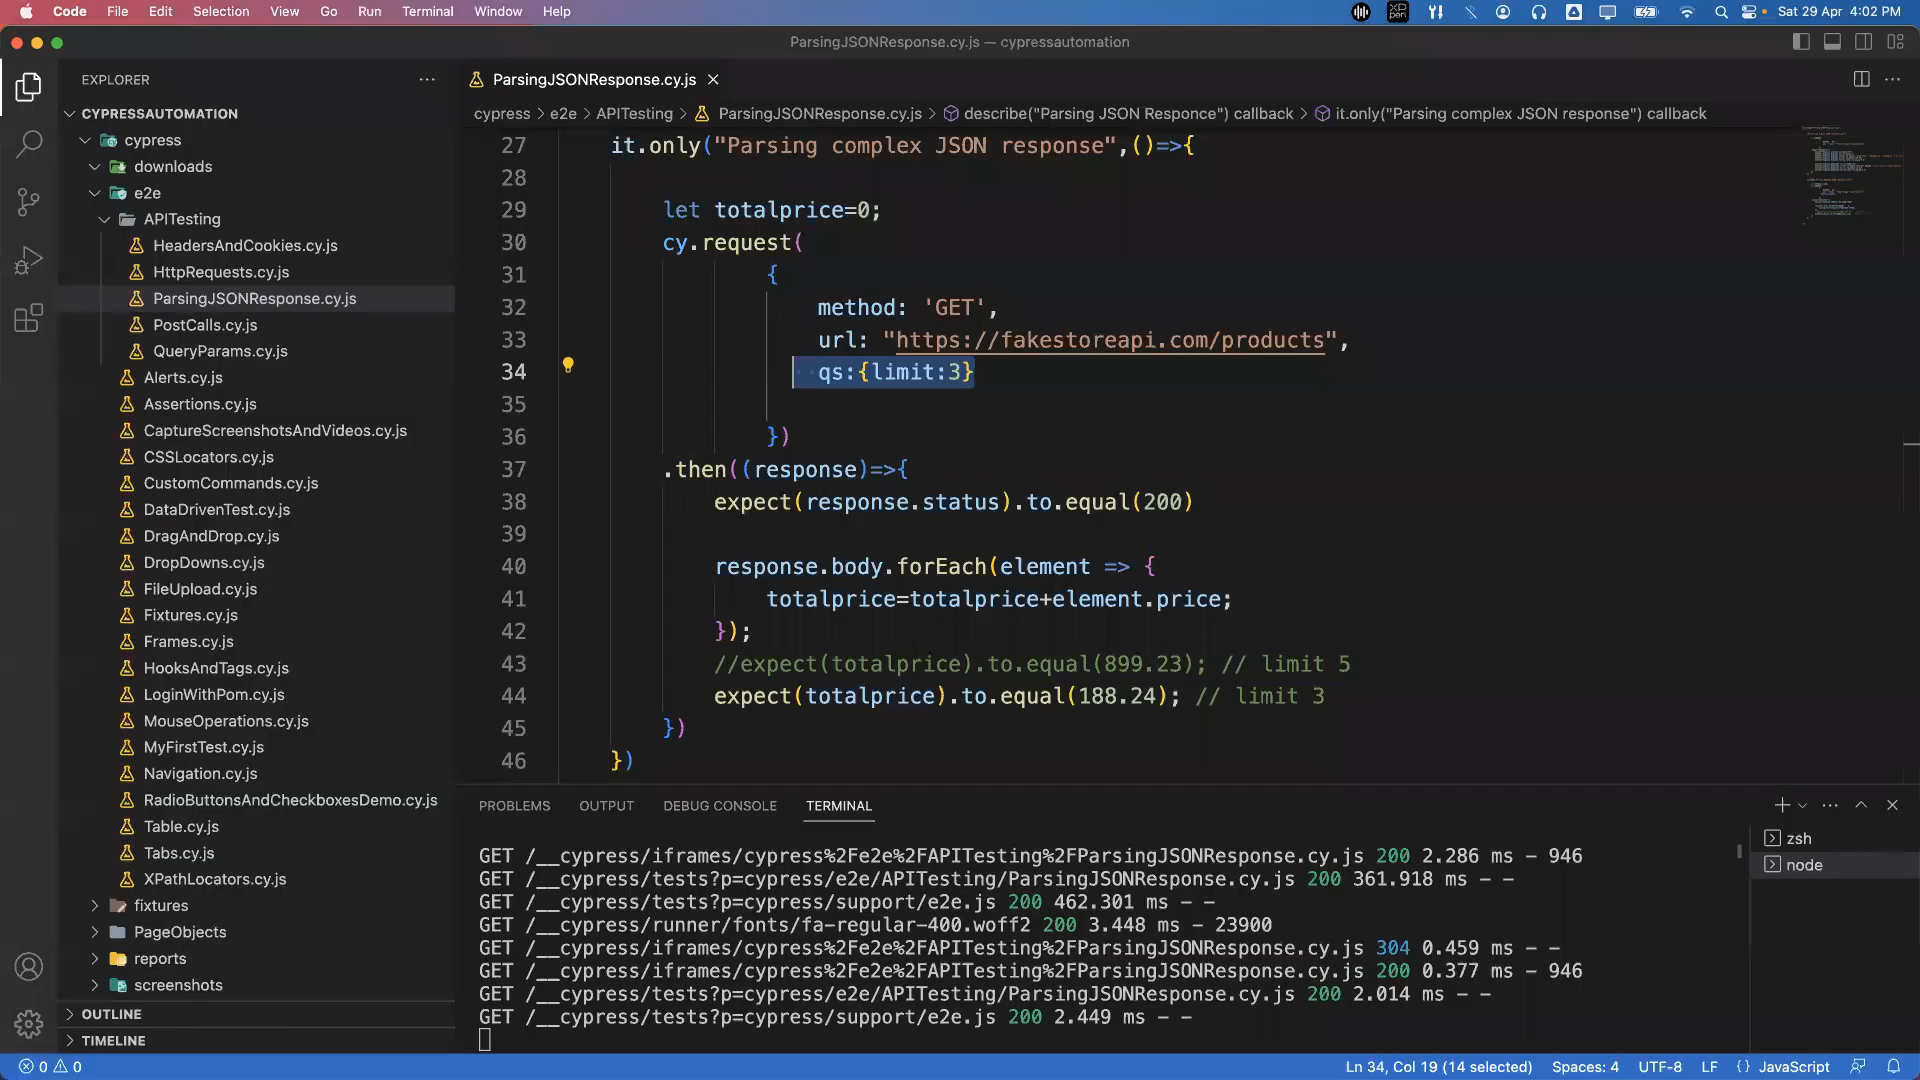 Code File Edit Selection View Go Run Terminal Window Help
XP pen
Sat 29 Apr 4:02 PM
ParsingJSONResponse.cy.js — cypressautomation
EXPLORER
CYPRESSAUTOMATION
cypress
downloads
e2e
APITesting
HeadersAndCookies.cy.js
HttpRequests.cy.js
ParsingJSONResponse.cy.js
PostCalls.cy.js
QueryParams.cy.js
Alerts.cy.js
Assertions.cy.js
CaptureScreenshotsAndVideos.cy.js
CSSLocators.cy.js
CustomCommands.cy.js
DataDrivenTest.cy.js
DragAndDrop.cy.js
DropDowns.cy.js
FileUpload.cy.js
Fixtures.cy.js
Frames.cy.js
HooksAndTags.cy.js
LoginWithPom.cy.js
MouseOperations.cy.js
MyFirstTest.cy.js
Navigation.cy.js
RadioButtonsAndCheckboxesDemo.cy.js
Table.cy.js
Tabs.cy.js
XPathLocators.cy.js
fixtures
PageObjects
reports
screenshots
OUTLINE
TIMELINE
ParsingJSONResponse.cy.js
cypress > e2e > APITesting > ParsingJSONResponse.cy.js > describe("Parsing JSON Responce") callback > it.only("Parsing complex JSON response") callback
27 it.only("Parsing complex JSON response",()=>{
28
29 let totalprice=0;
30 cy.request(
31 {
32 method: 'GET',
33 url: "https://fakestoreapi.com/products",
34 qs:{limit:3}
35
36 })
37 .then((response)=>{
38 expect(response.status).to.equal(200)
39
40 response.body.forEach(element => {
41 totalprice=totalprice+element.price;
42 });
43 //expect(totalprice).to.equal(899.23); // limit 5
44 expect(totalprice).to.equal(188.24); // limit 3
45 })
46 })
PROBLEMS OUTPUT DEBUG CONSOLE TERMINAL
GET /__cypress/iframes/cypress%2Fe2e%2FAPITesting%2FParsingJSONResponse.cy.js 200 2.286 ms - 946
GET /__cypress/tests?p=cypress/e2e/APITesting/ParsingJSONResponse.cy.js 200 361.918 ms - -
GET /__cypress/tests?p=cypress/support/e2e.js 200 462.301 ms - -
GET /__cypress/runner/fonts/fa-regular-400.woff2 200 3.448 ms - 23900
GET /__cypress/iframes/cypress%2Fe2e%2FAPITesting%2FParsingJSONResponse.cy.js 304 0.459 ms - -
GET /__cypress/iframes/cypress%2Fe2e%2FAPITesting%2FParsingJSONResponse.cy.js 200 0.377 ms - 946
GET /__cypress/tests?p=cypress/e2e/APITesting/ParsingJSONResponse.cy.js 200 2.014 ms - -
GET /__cypress/tests?p=cypress/support/e2e.js 200 2.449 ms - -
zsh
node
0 0
Ln 34, Col 19 (14 selected) Spaces: 4 UTF-8 LF {} JavaScript